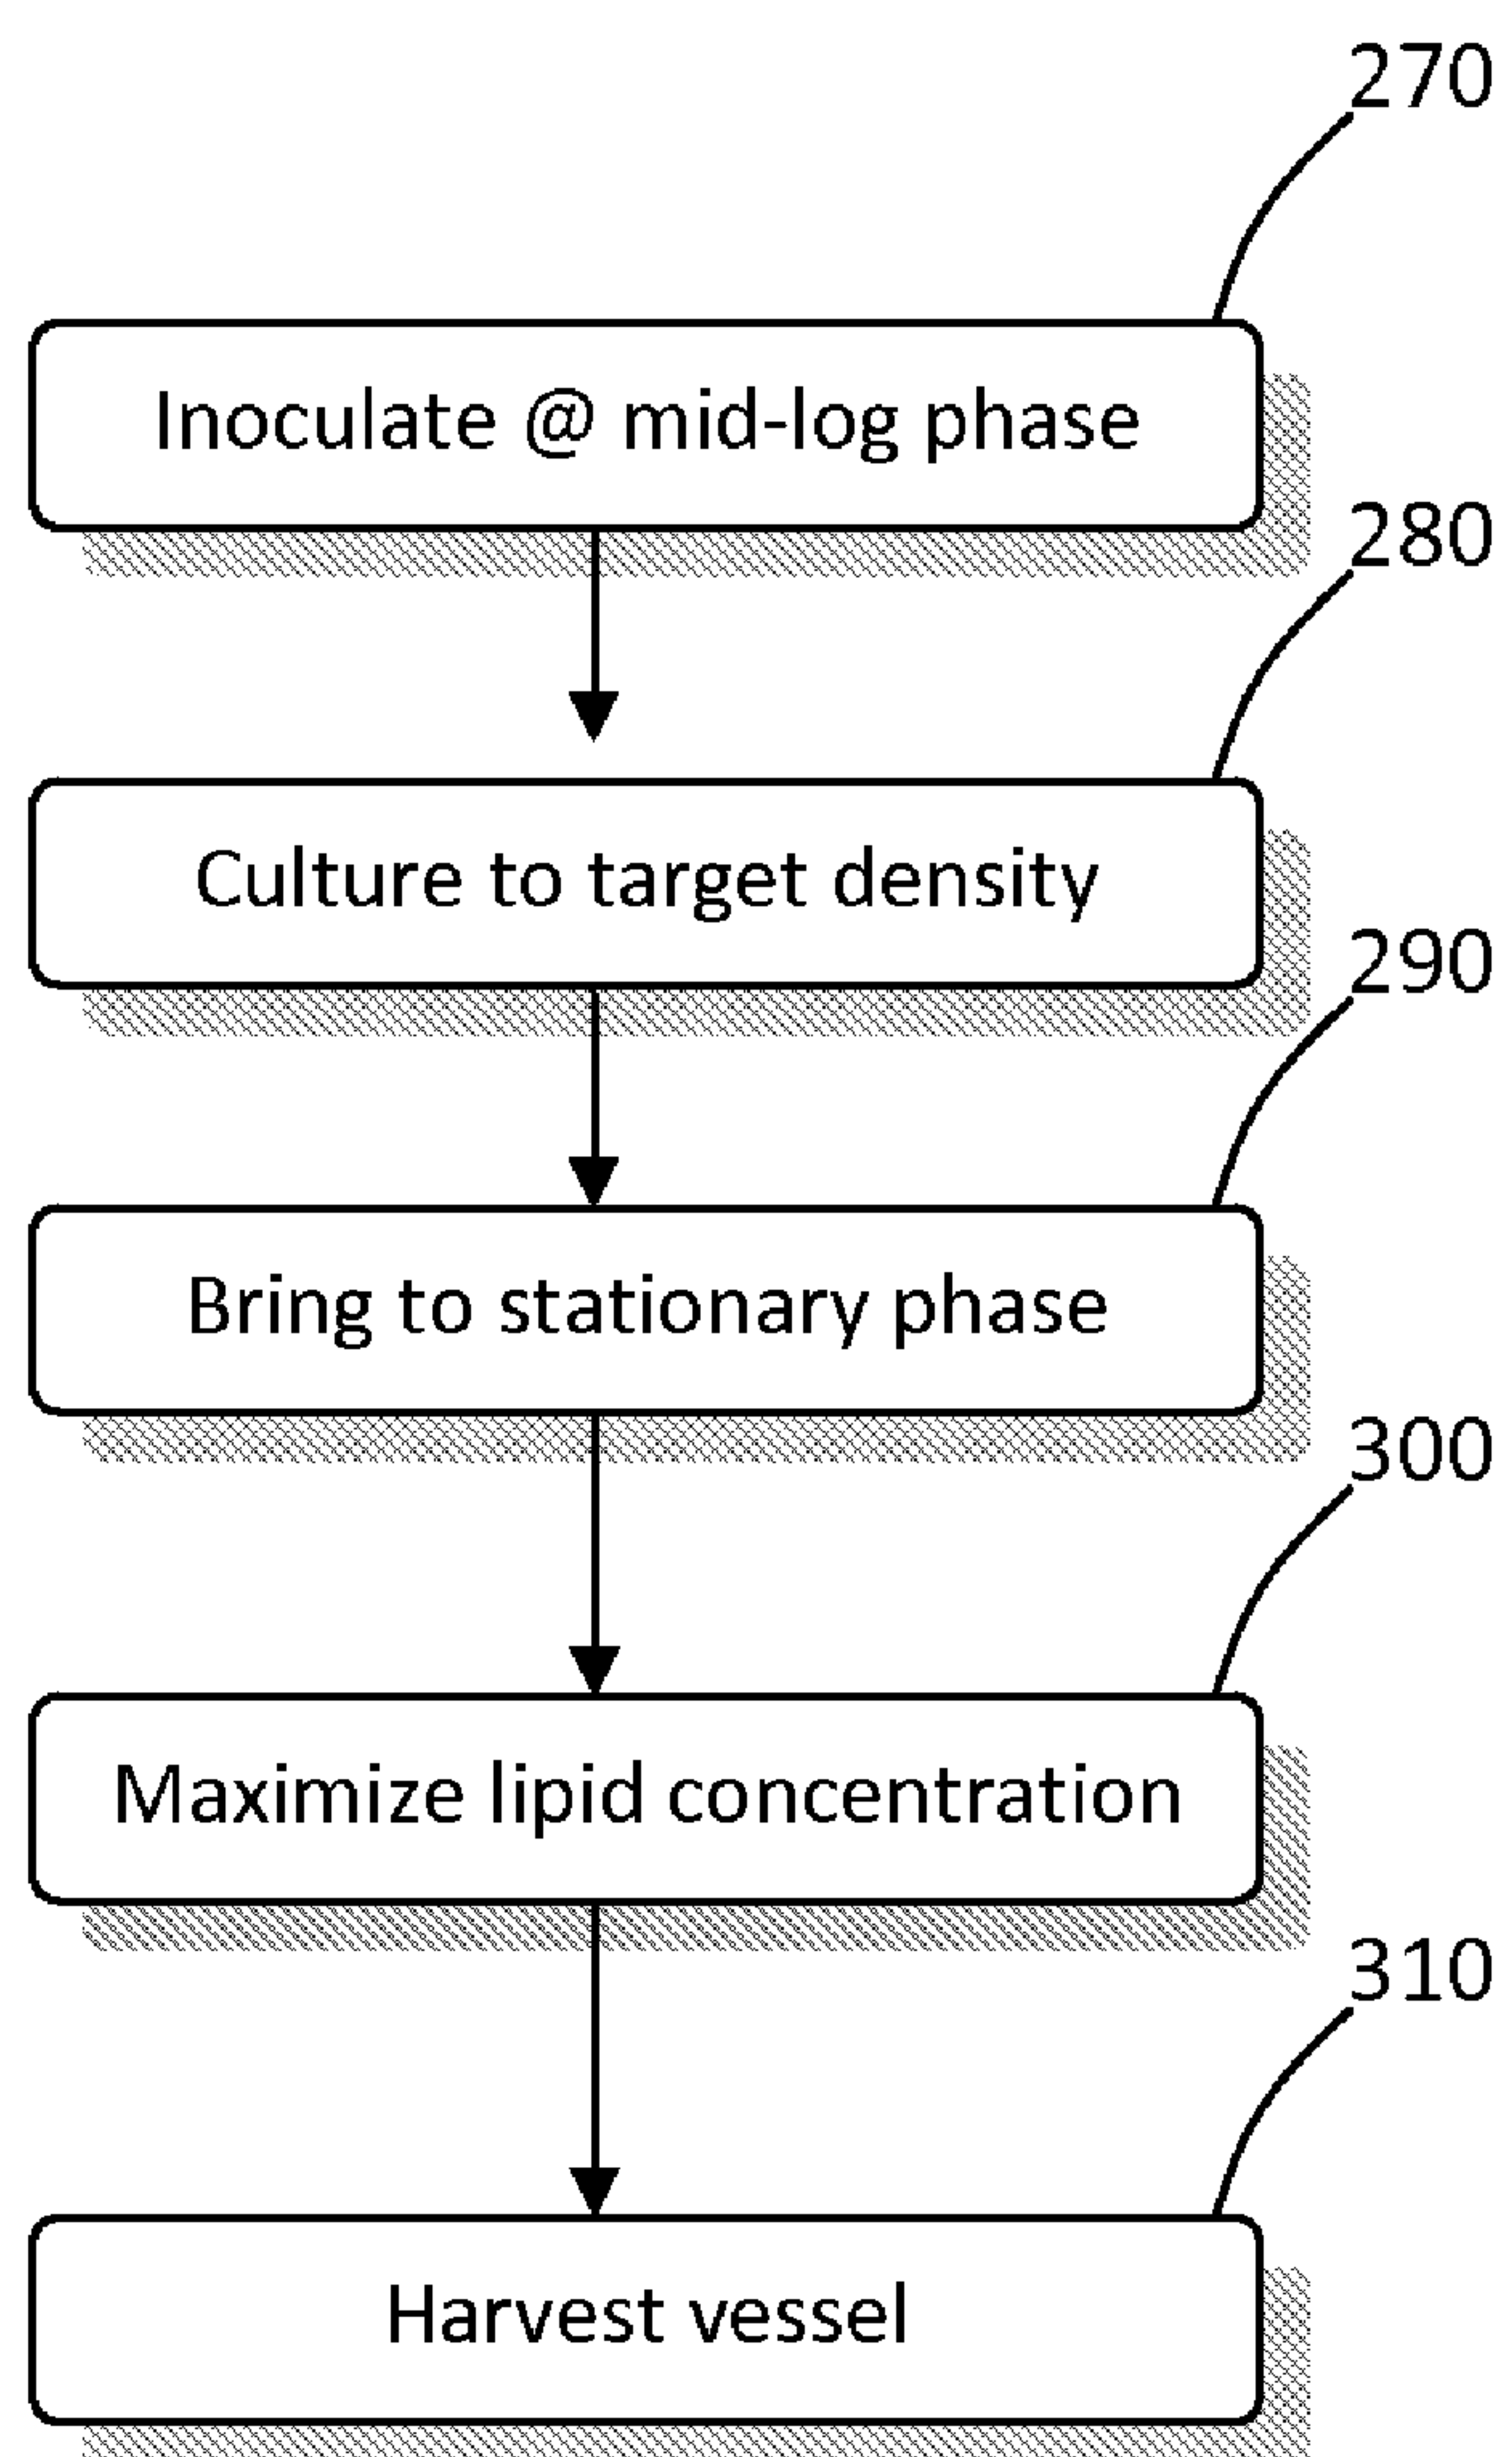 270
Inoculate @ mid-log phase
280
Culture to target density
290
Bring to stationary phase
300
Maximize lipid concentration
310
Harvest vessel